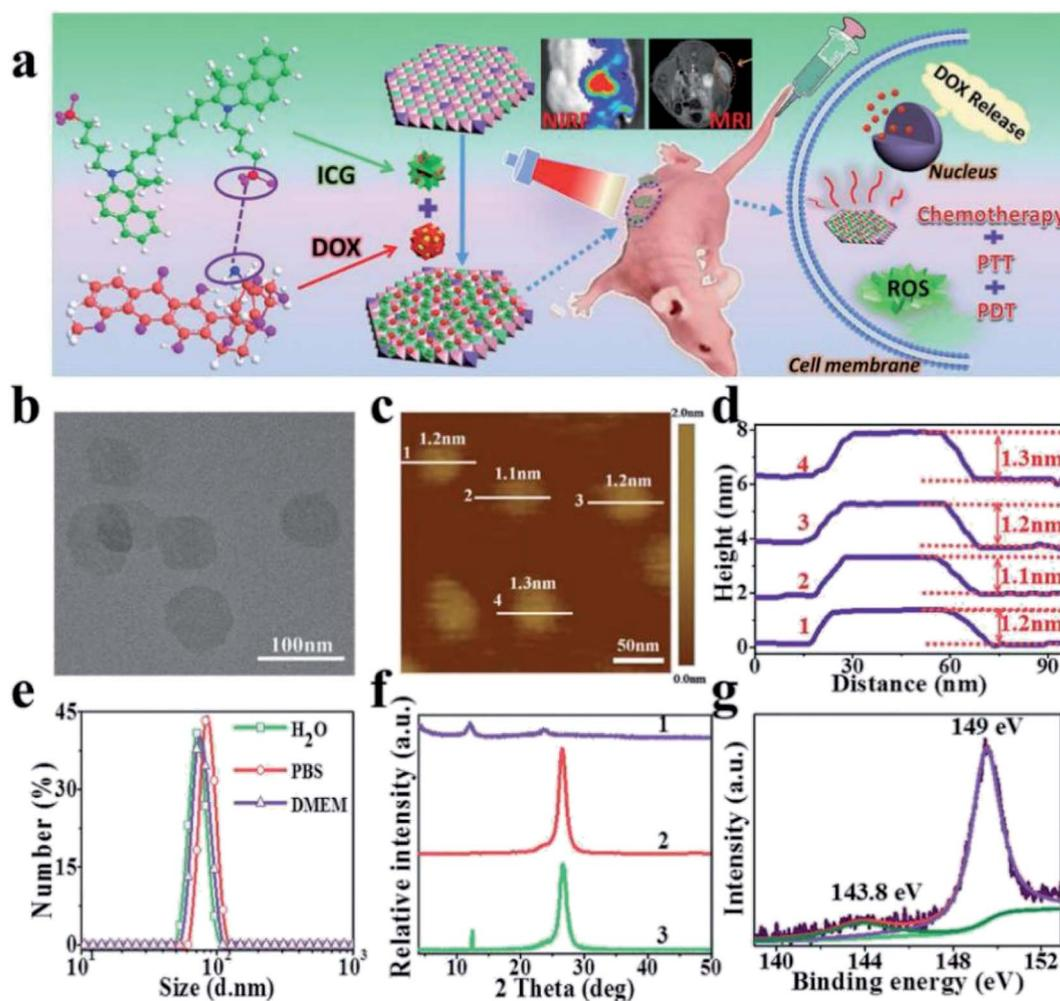 a
NIRF
MRI
DOX Release
Nucleus
ICG
+
DOX
Chemotherapy
+
PTT
+
PDT
ROS
Cell membrane
b
100nm
c
2.0nm
1
1.2nm
1.1nm
2
1.2nm
3
1.3nm
4
50nm
0.0nm
d
Height (nm)
8
6
4
2
0
4
3
2
1
1.3nm
1.2nm
1.1nm
1.2nm
0
30
60
90
Distance (nm)
e
Number (%)
45
30
15
0
H₂O
PBS
DMEM
10¹
10²
10³
Size (d.nm)
f
Relative intensity (a.u.)
1
2
3
10
20
30
40
50
2 Theta (deg)
g
Intensity (a.u.)
149 eV
143.8 eV
140
144
148
152
Binding energy (eV)